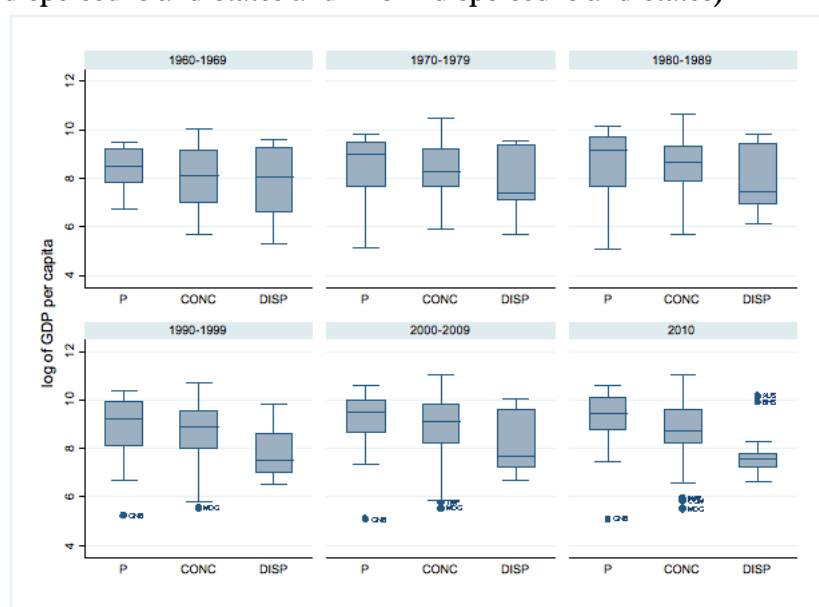 1960-1969 1970-1979 1980-1989
12
10
8
6
4
P CONC DISP P CONC DISP P CONC DISP
log of GDP per capita
1990-1999 2000-2009 2010
12
10
8
6
4
GNB MDG GNB MDG GNB MDG AUS BHS
P CONC DISP P CONC DISP P CONC DISP